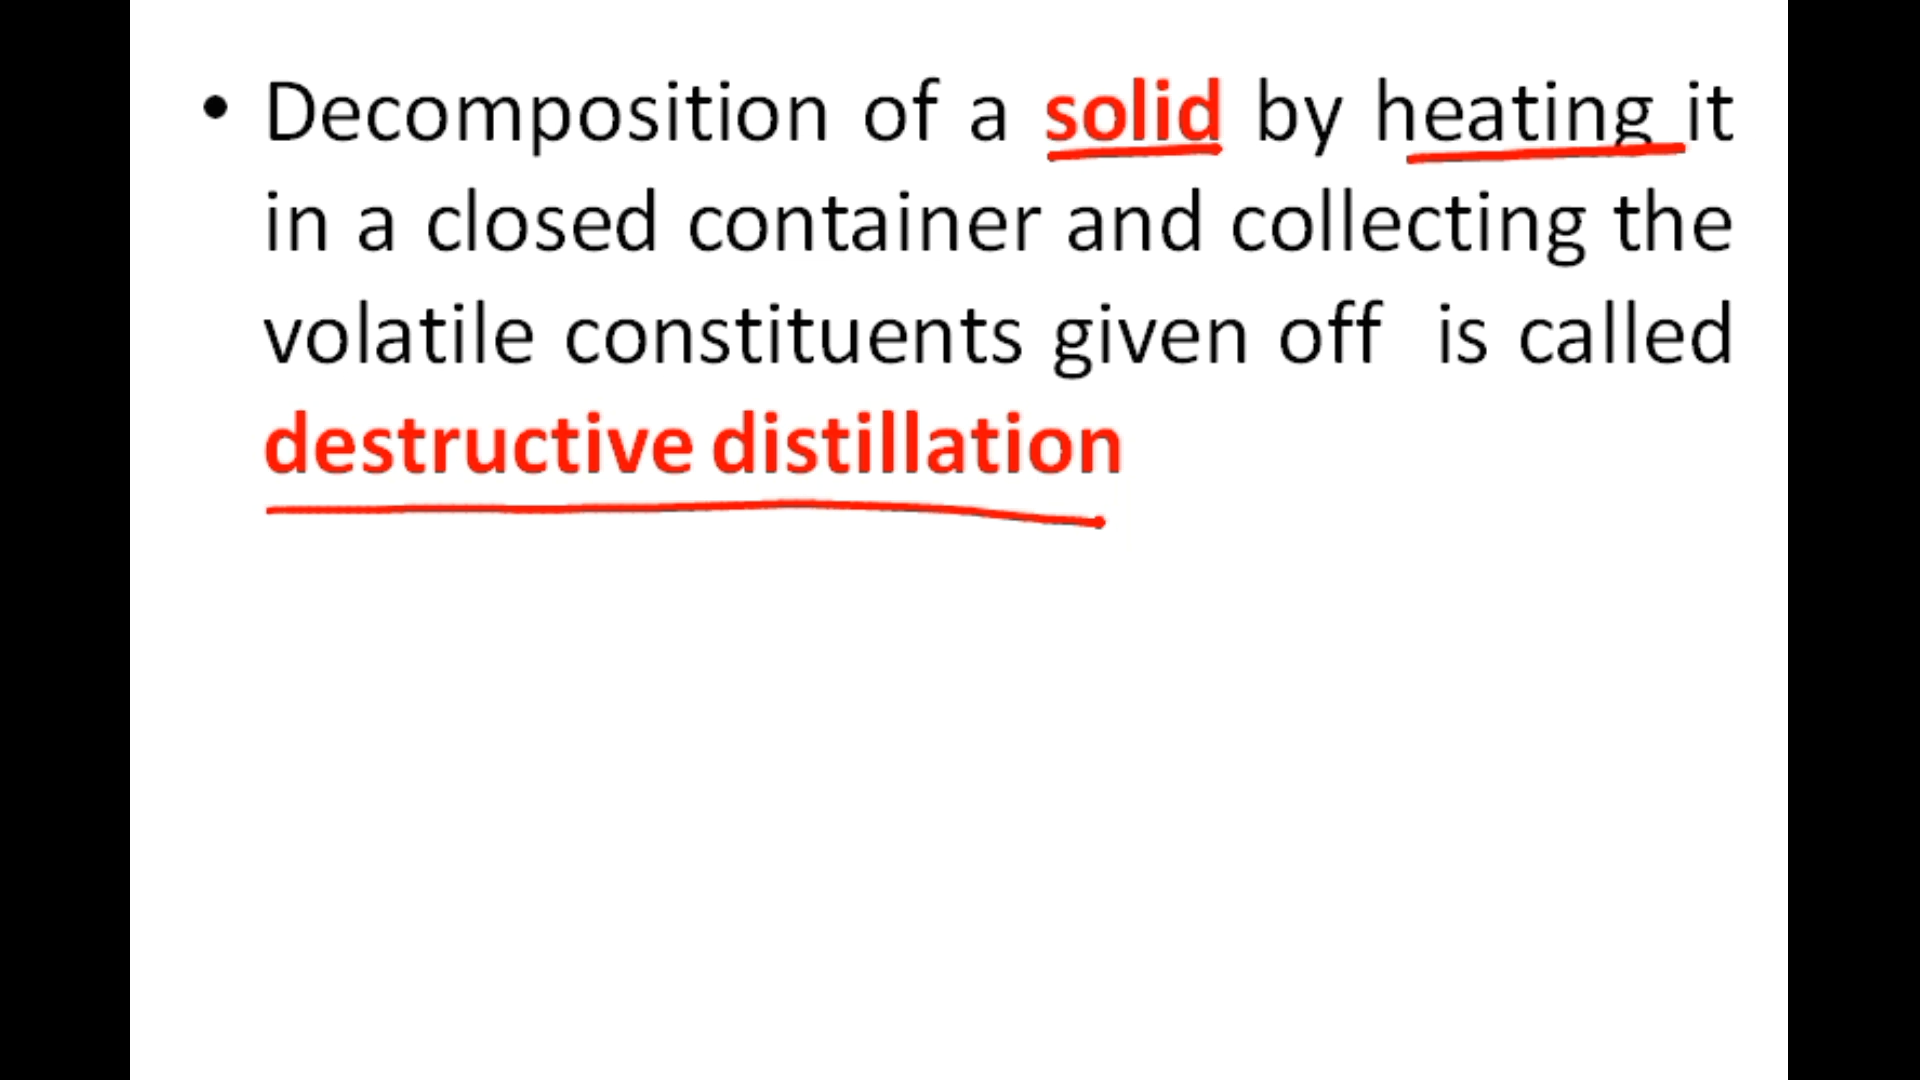 • Decomposition of a solid by heating it
in a closed container and collecting the
volatile constituents given off is called
destructive distillation